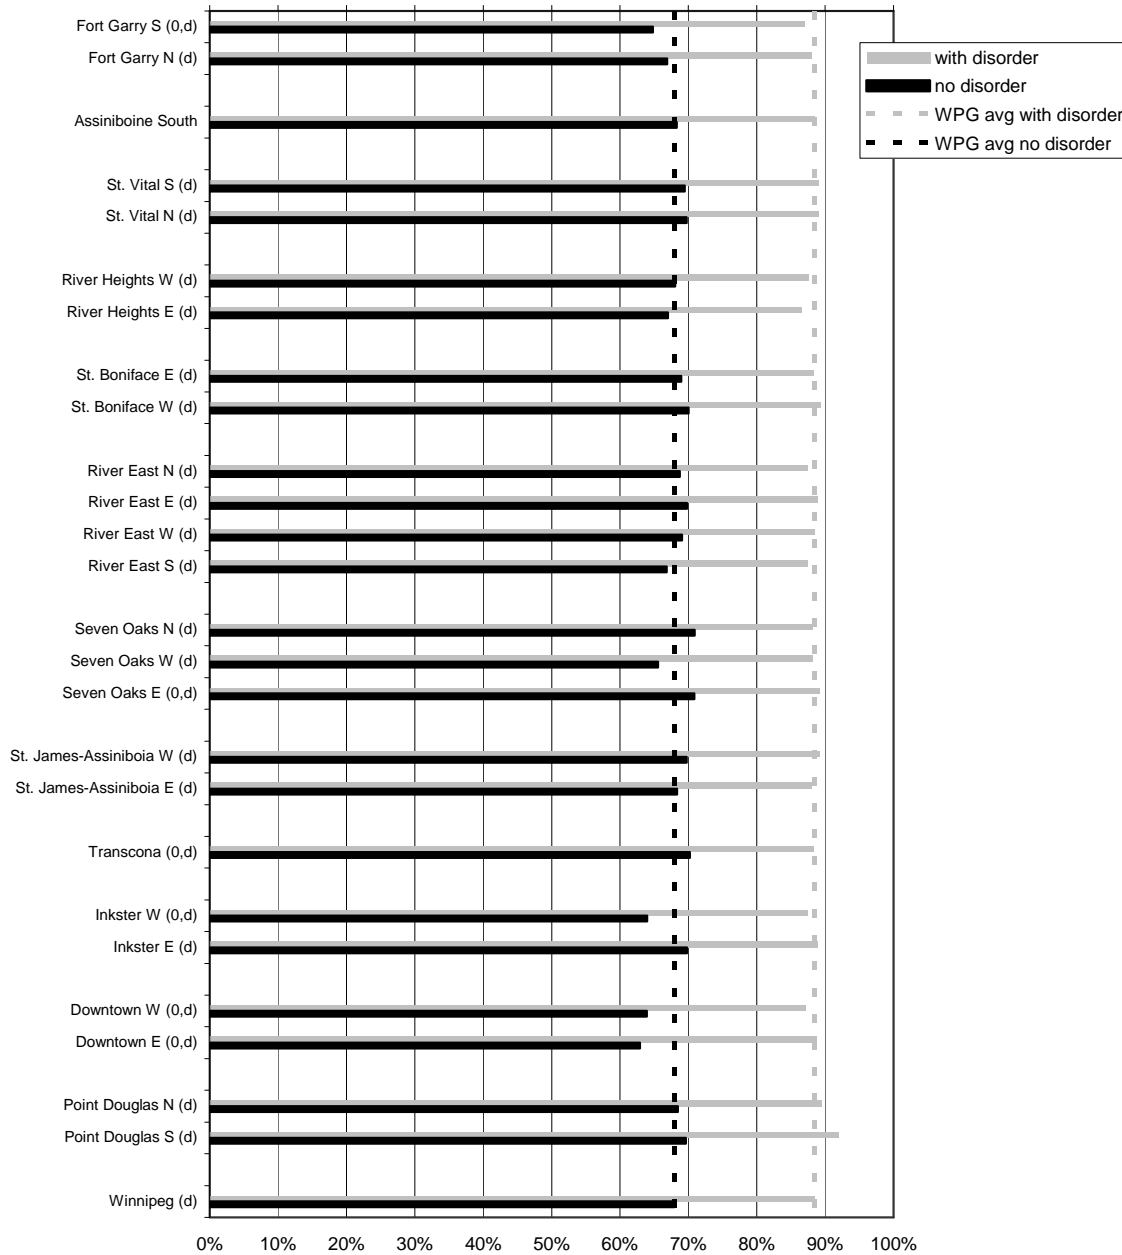 Fort Garry S (0,d)
Fort Garry N (d)
Assiniboine South
St. Vital S (d)
St. Vital N (d)
River Heights W (d)
River Heights E (d)
St. Boniface E (d)
St. Boniface W (d)
River East N (d)
River East E (d)
River East W (d)
River East S (d)
Seven Oaks N (d)
Seven Oaks W (d)
Seven Oaks E (0,d)
St. James-Assiniboia W (d)
St. James-Assiniboia E (d)
Transcona (0,d)
Inkster W (0,d)
Inkster E (d)
Downtown W (0,d)
Downtown E (0,d)
Point Douglas N (d)
Point Douglas S (d)
Winnipeg (d)
with disorder
no disorder
WPG avg with disorder
WPG avg no disorder
0% 10% 20% 30% 40% 50% 60% 70% 80% 90% 100%